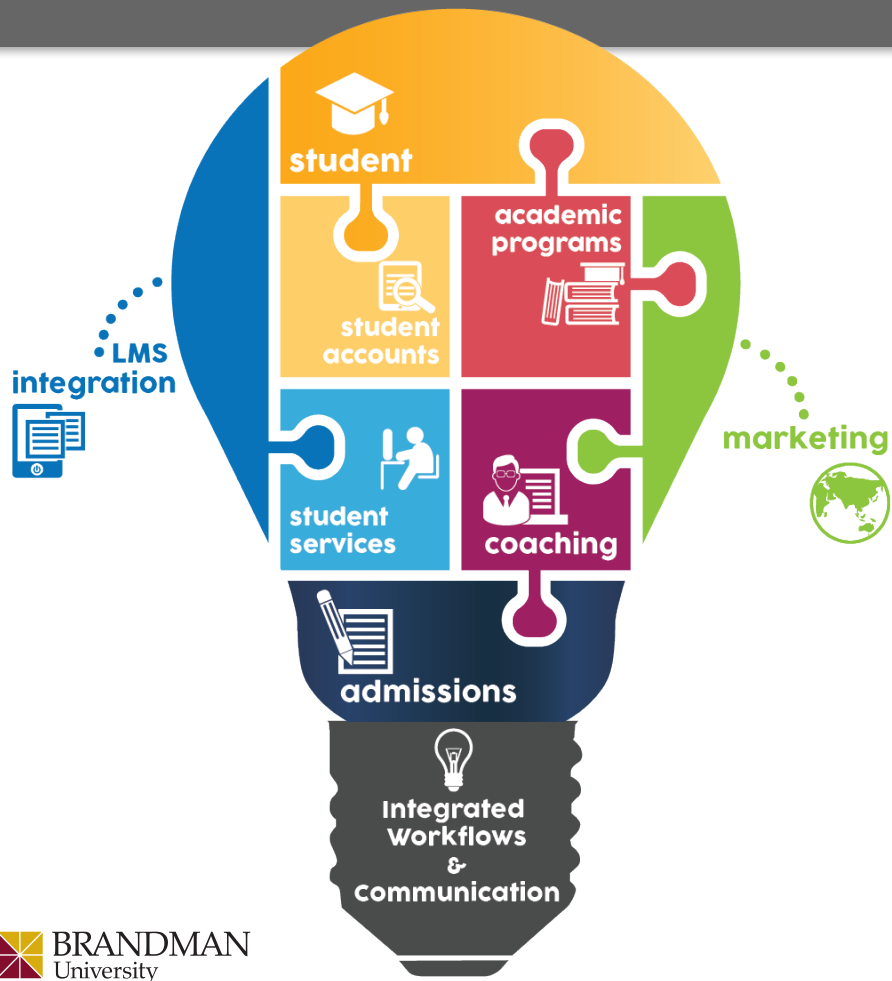 student
academic
programs
student
accounts
LMS
integration
marketing
student
services
coaching
admissions
Integrated
Workflows
&
Communication
BRANDMAN
University